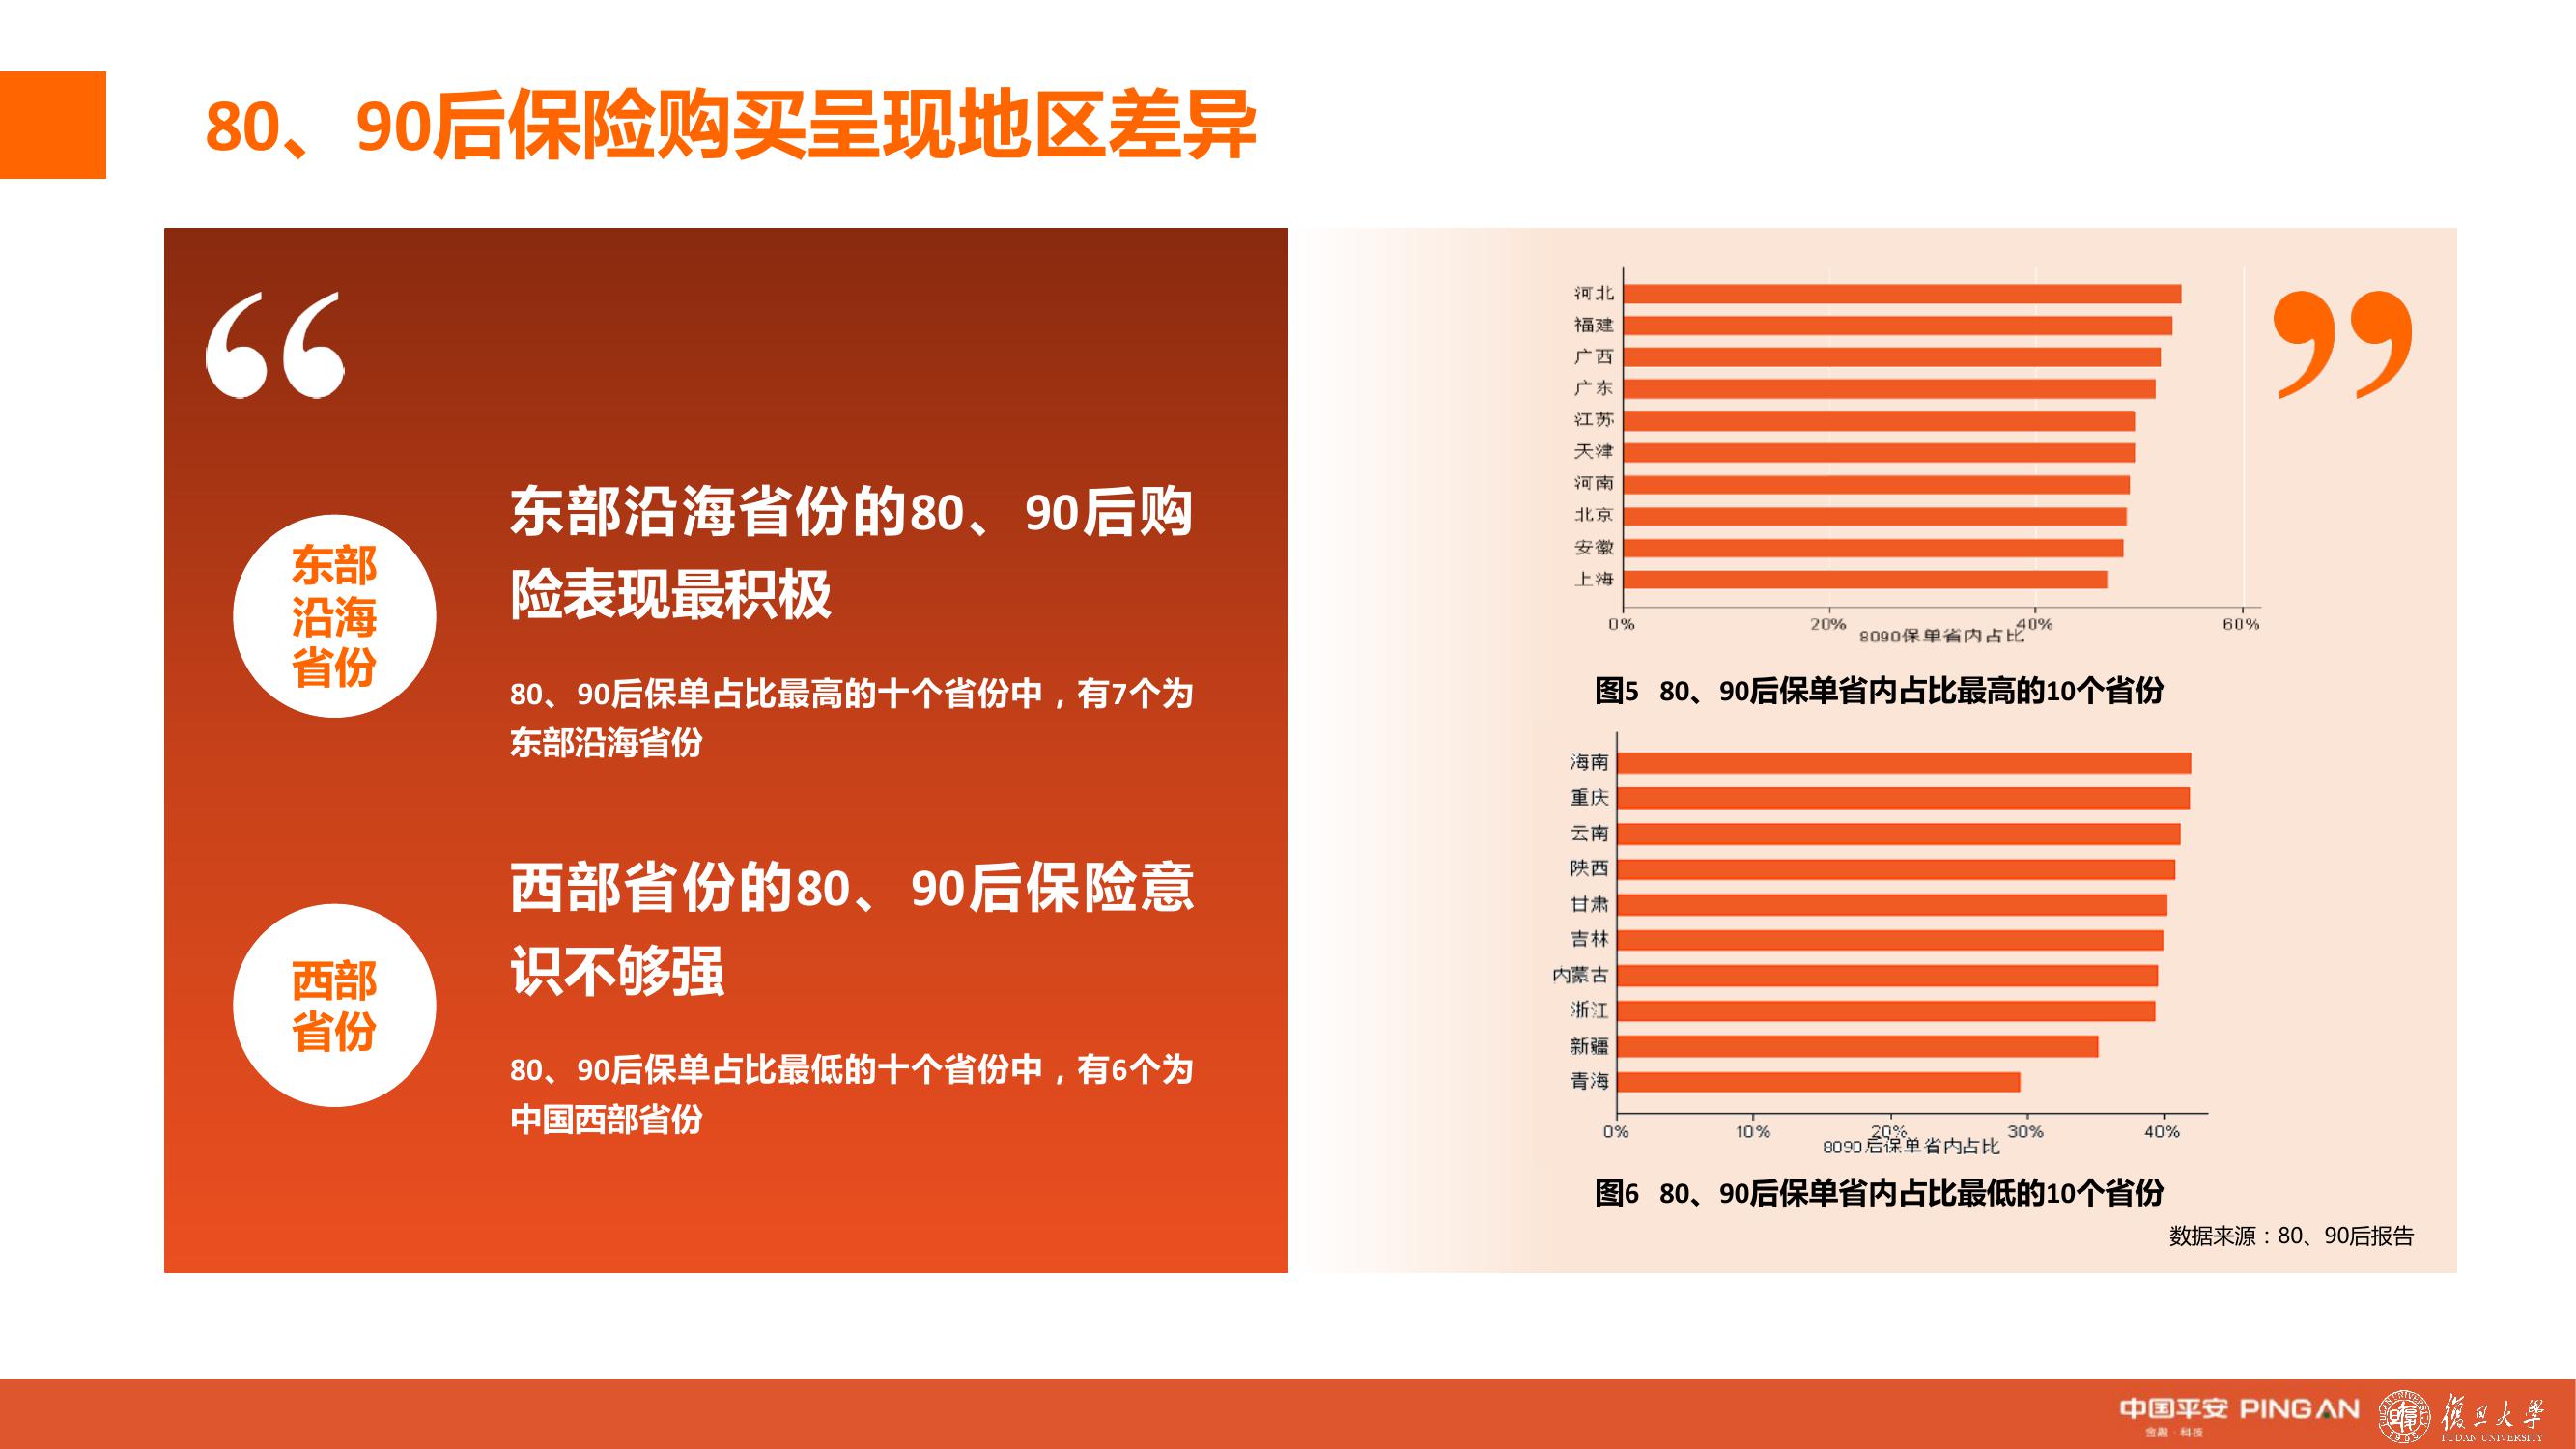 80、90后保险购买呈现地区差异
东部
沿海
省份
东部沿海省份的80、90后购
险表现最积极
80、90后保单占比最高的十个省份中，有7个为
东部沿海省份
西部
省份
西部省份的80、90后保险意
识不够强
80、90后保单占比最低的十个省份中，有6个为
中国西部省份
河北
福建
广西
广东
江苏
天津
河南
北京
安徽
上海
0% 20% 40% 60%
8090保单省内占比
图5 80、90后保单省内占比最高的10个省份
海南
重庆
云南
陕西
甘肃
吉林
内蒙古
浙江
新疆
青海
0% 10% 20% 30% 40%
8090后保单省内占比
图6 80、90后保单省内占比最低的10个省份
数据来源：80、90后报告
中国平安 PINGAN
金融·科技
復旦大學
FUDAN UNIVERSITY